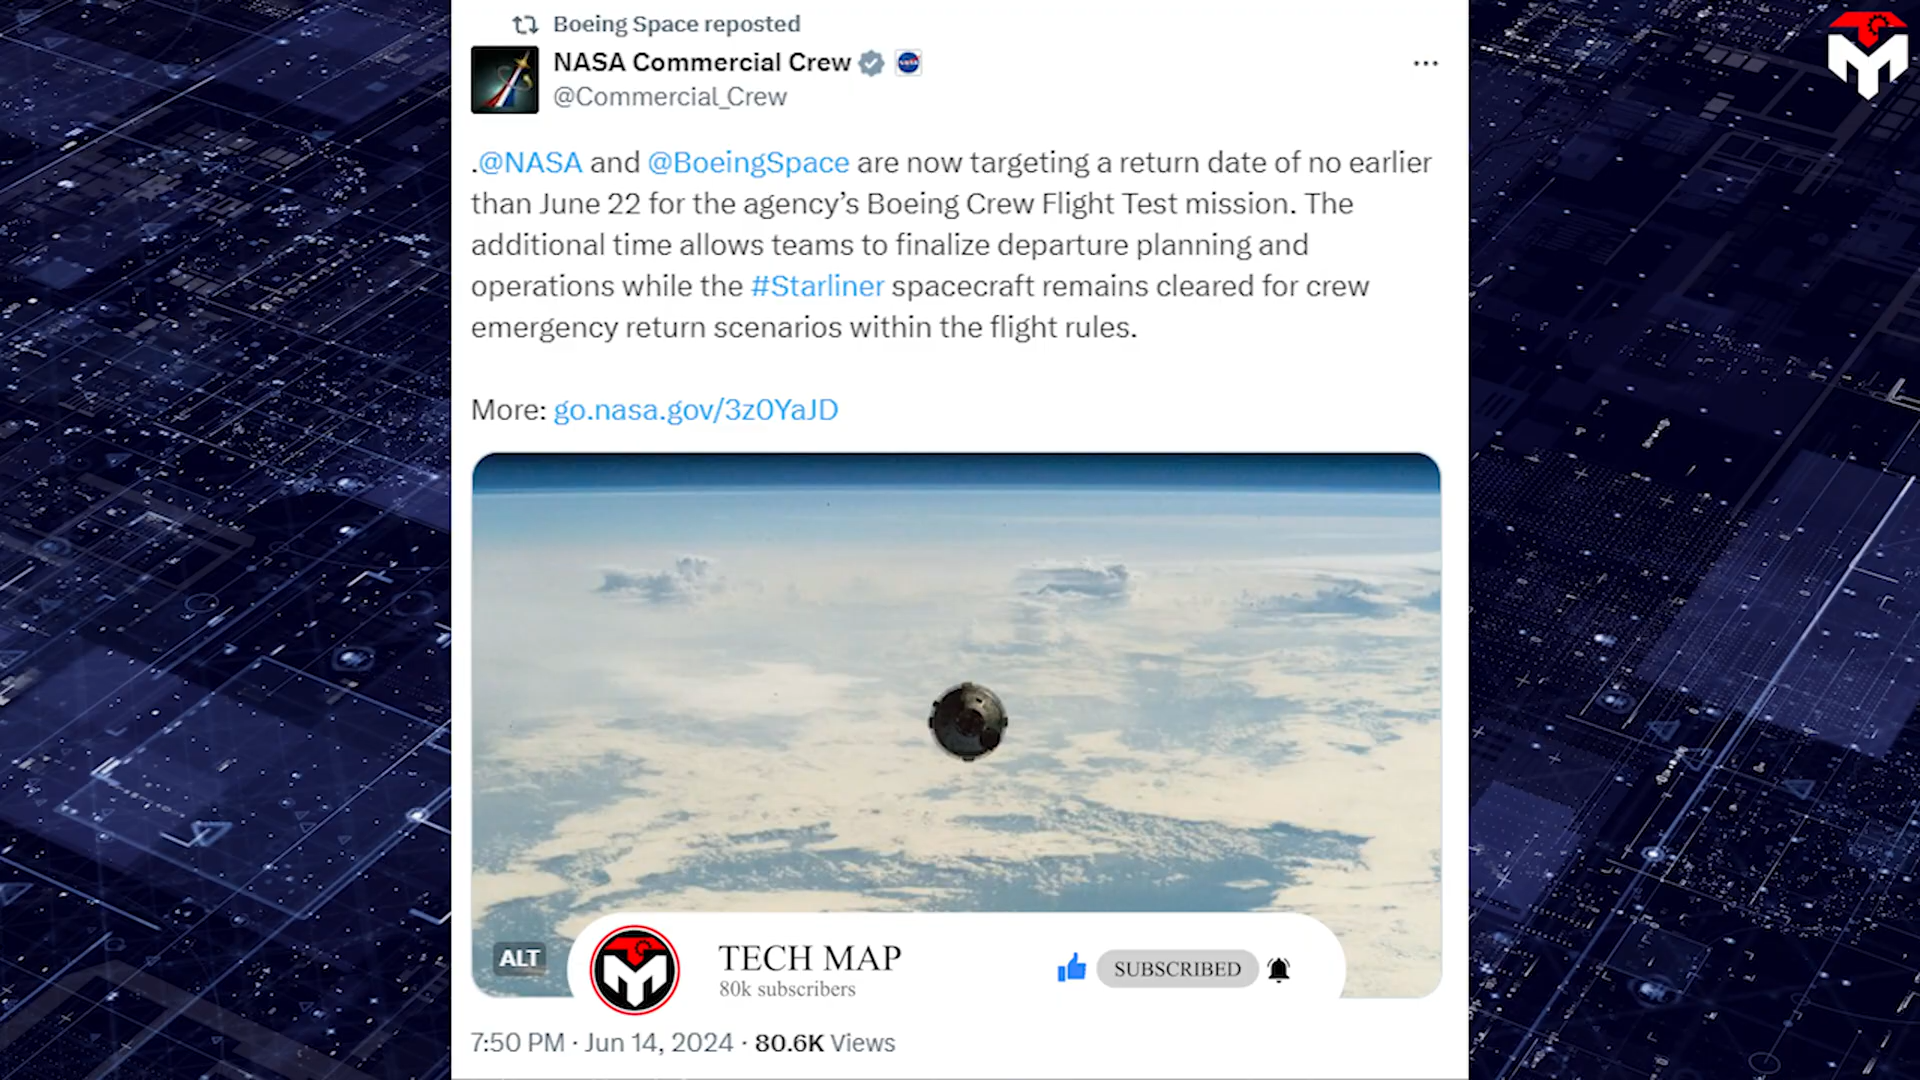 Boeing Space reposted
NASA Commercial Crew
@Commercial_Crew
.@NASA and @BoeingSpace are now targeting a return date of no earlier
than June 22 for the agency’s Boeing Crew Flight Test mission. The
additional time allows teams to finalize departure planning and
operations while the #Starliner spacecraft remains cleared for crew
emergency return scenarios within the flight rules.
More: go.nasa.gov/3z0YaJD
ALT
TECH MAP
80k subscribers
SUBSCRIBED
7:50 PM · Jun 14, 2024 · 80.6K Views